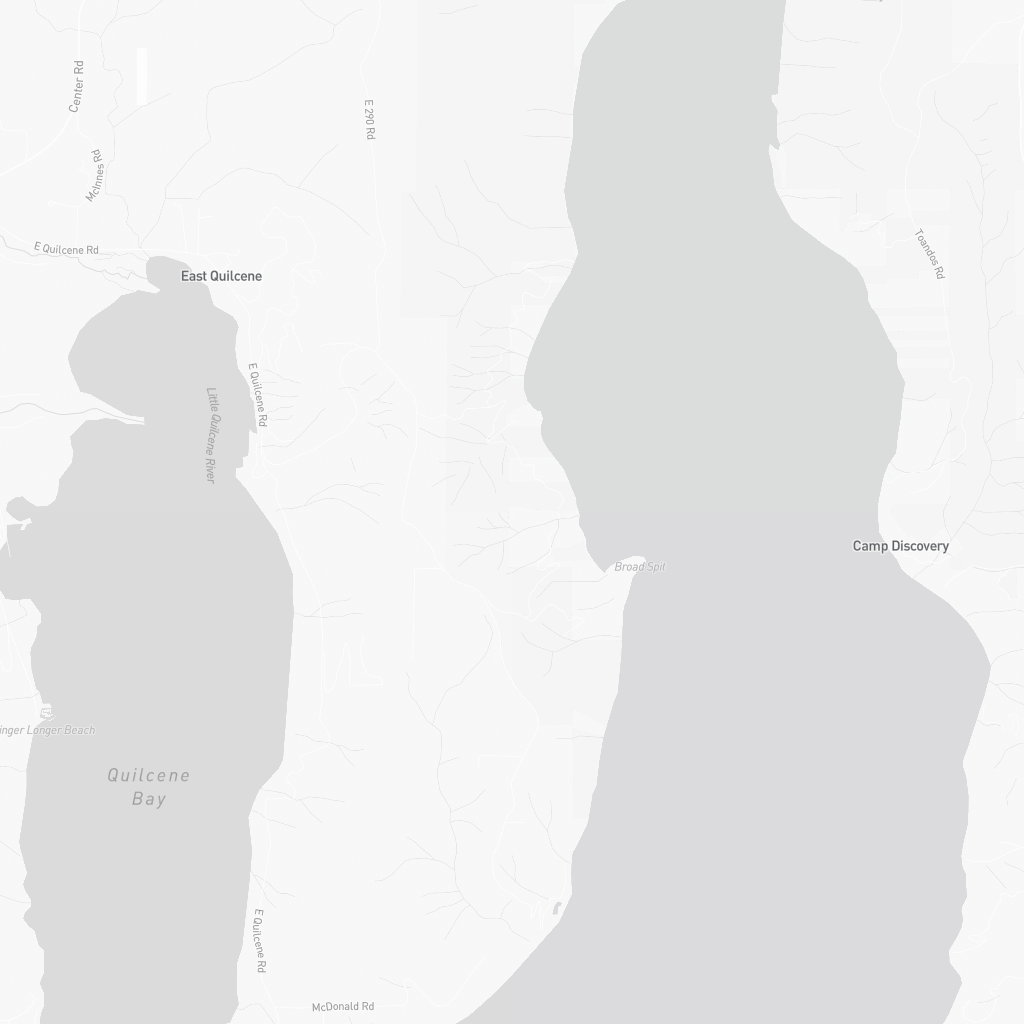 Center Rd
E 290 Rd
McInnes Rd
E Quilcene Rd
Toandos Rd
East Quilcene
E Quilcene Rd
Little Quilcene River
Camp Discovery
Broad Spit
inger Longer Beach
Quilcene
Bay
E Quilcene Rd
McDonald Rd